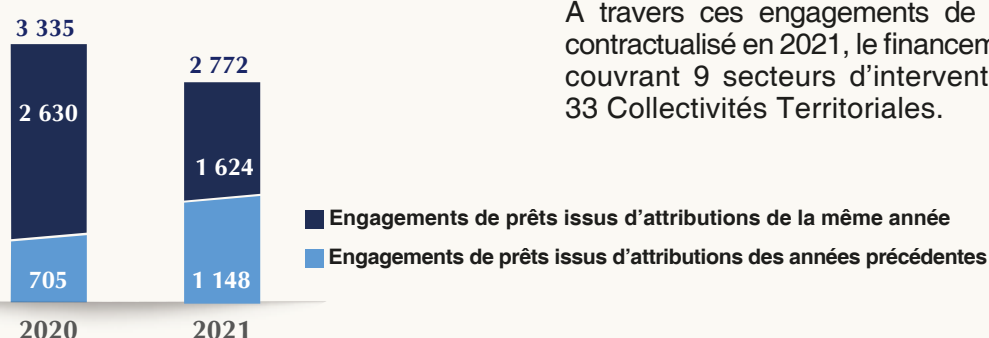 3 335
2 630
705
2020
2 772
1 624
1 148
2021
A travers ces engagements de
contractualisé en 2021, le
couvrant 9 secteurs
33 Collectivités Territoriales.
Engagements de prêts issus d’attributions de la même année
Engagements de prêts issus d’attributions des années précédentes